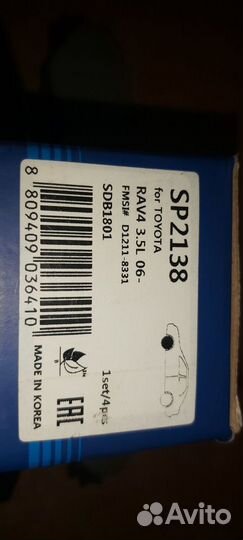 SP2138
for TOYOTA
RAV4 3.5L 06-
FMSI# D1211-8331
SDB1801
1set/4pcs
8 809409 036410
MADE IN KOREA
EAC
Avito